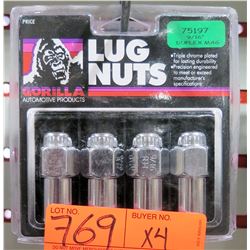 PRICE
75197
9/16"
DUPLEX MAG
LUG
NUTS
GORILLA
AUTOMOTIVE PRODUCTS
•Triple chrome plated
for lasting durability
•Precision engineered
to meet or exceed
manufacturer's
specifications
LOT NO.
769
BUYER NO.
X4